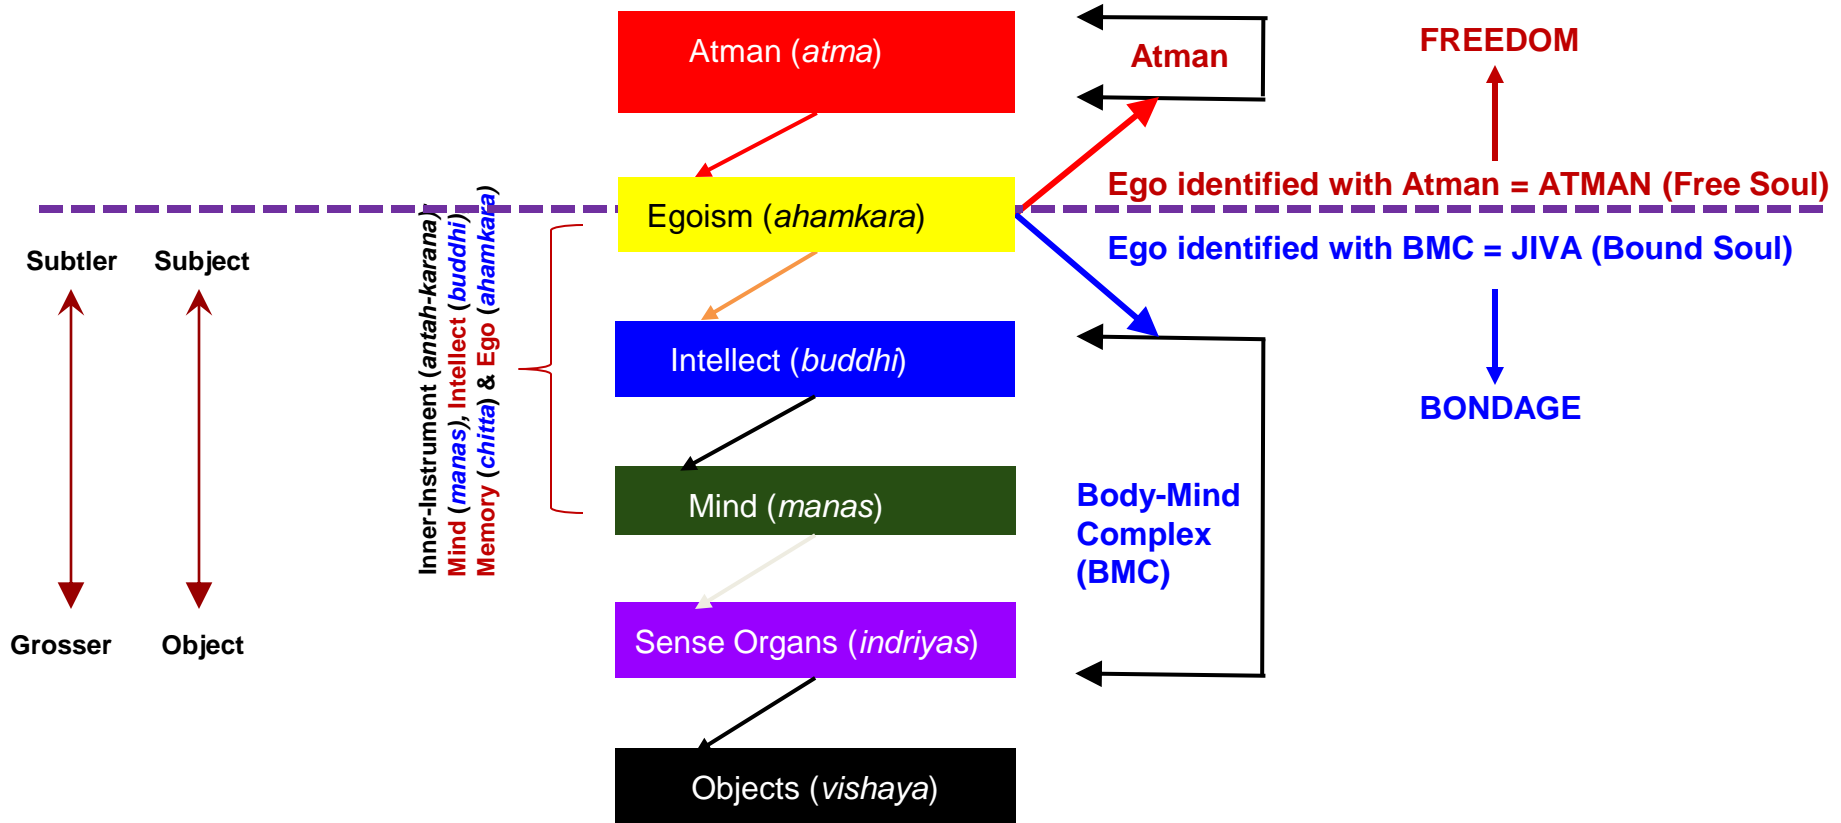 Atman (atma)
Atman
FREEDOM
Ego identified with Atman = ATMAN (Free Soul)
Egoism (ahamkara)
Ego identified with BMC = JIVA (Bound Soul)
Subtler
Subject
Inner-Instrument (antah-karana);
Mind (manas), Intellect (buddhi)
Memory (chitta) & Ego (ahamkara)
Intellect (buddhi)
BONDAGE
Mind (manas)
Body-Mind
Complex
(BMC)
Grosser
Object
Sense Organs (indriyas)
Objects (vishaya)